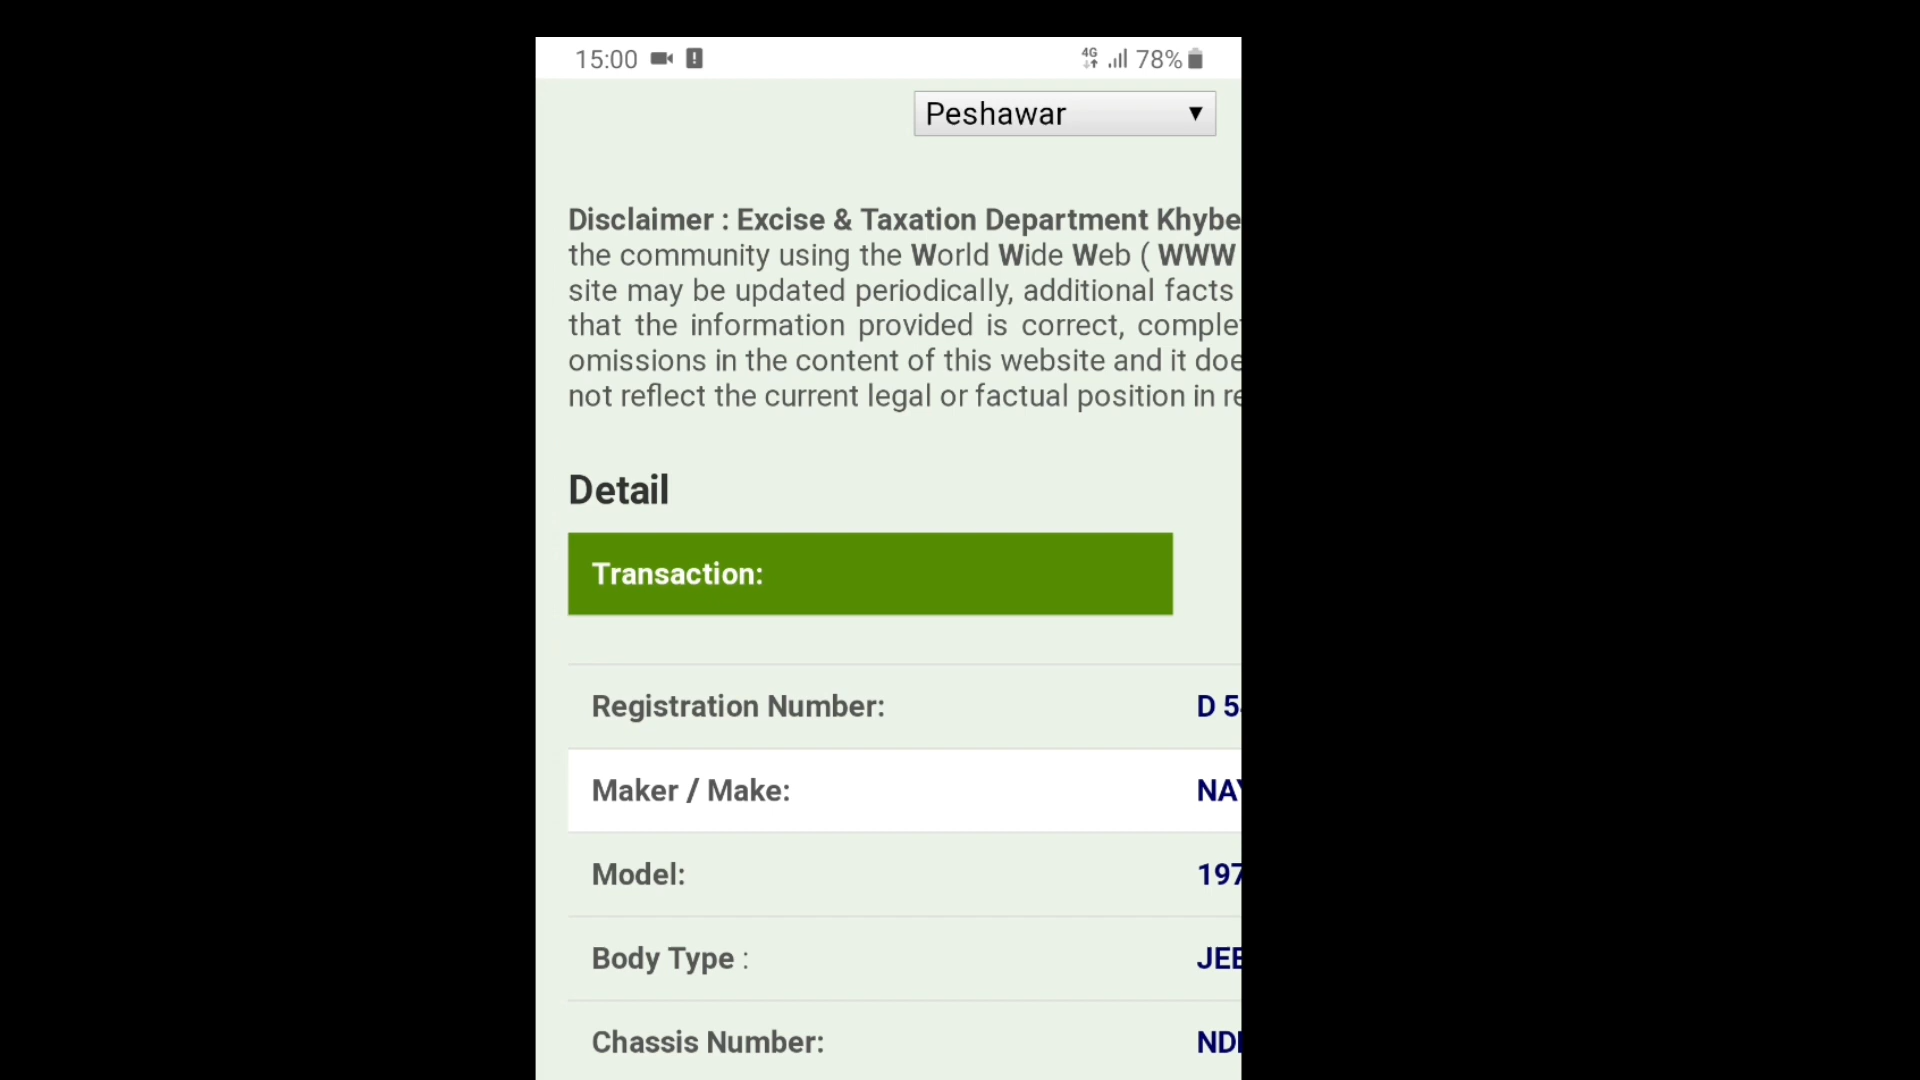 15:00 4G 78%
Peshawar
Disclaimer : Excise & Taxation Department Khybe
the community using the World Wide Web ( WWW
site may be updated periodically, additional facts
that the information provided is correct, comple
omissions in the content of this website and it doe
not reflect the current legal or factual position in re
Detail
Transaction:
Registration Number: D 5
Maker / Make: NAY
Model: 197
Body Type : JEE
Chassis Number: ND